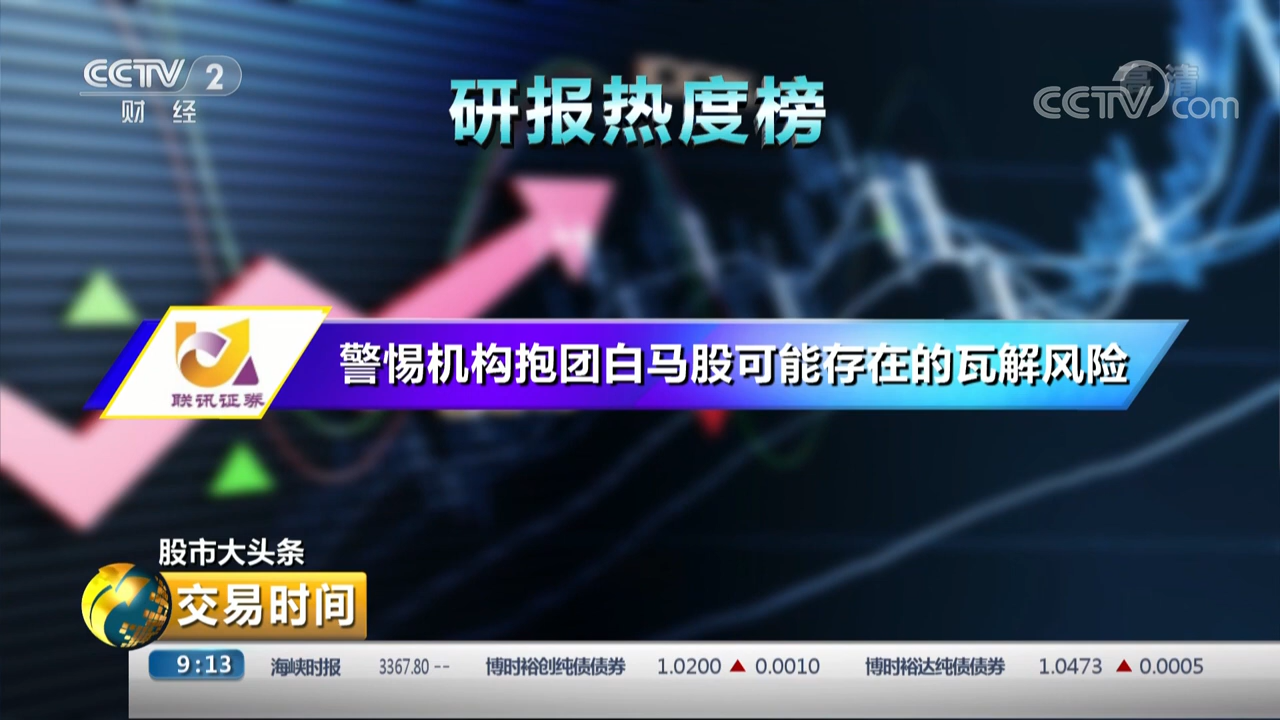 CCTV 2
财 经
研报热度榜
高清
CCTV com
联讯证券
警惕机构抱团白马股可能存在的瓦解风险
股市大头条
交易时间
9:13 海峡时报 3367.80 -- 博时裕创纯债债券 1.0200 ▲ 0.0010 博时裕达纯债债券 1.0473 ▲ 0.0005